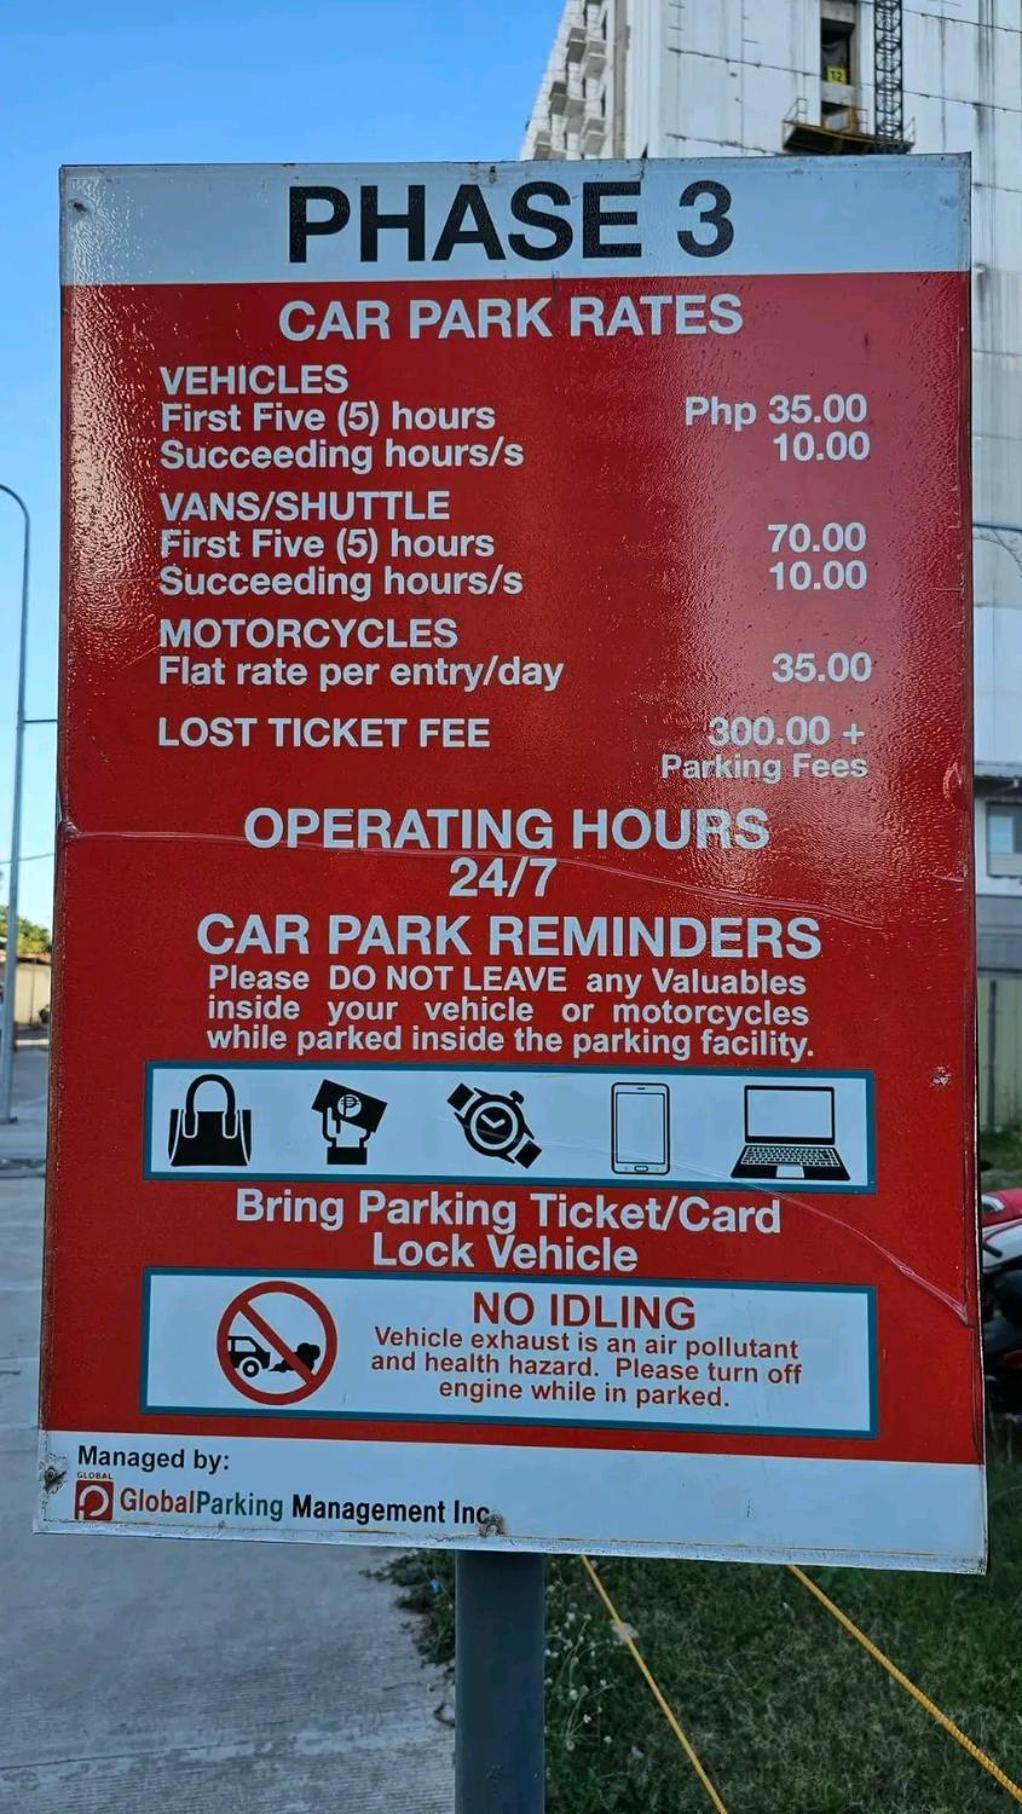 12
PHASE 3
CAR PARK RATES
VEHICLES
First Five (5) hours Php 35.00
Succeeding hours/s 10.00
VANS/SHUTTLE
First Five (5) hours 70.00
Succeeding hours/s 10.00
MOTORCYCLES
Flat rate per entry/day 35.00
LOST TICKET FEE 300.00 +
Parking Fees
OPERATING HOURS
24/7
CAR PARK REMINDERS
Please DO NOT LEAVE any Valuables
inside your vehicle or motorcycles
while parked inside the parking facility.
Bring Parking Ticket/Card
Lock Vehicle
NO IDLING
Vehicle exhaust is an air pollutant
and health hazard. Please turn off
engine while in parked.
Managed by:
GLOBAL
GlobalParking Management Inc.